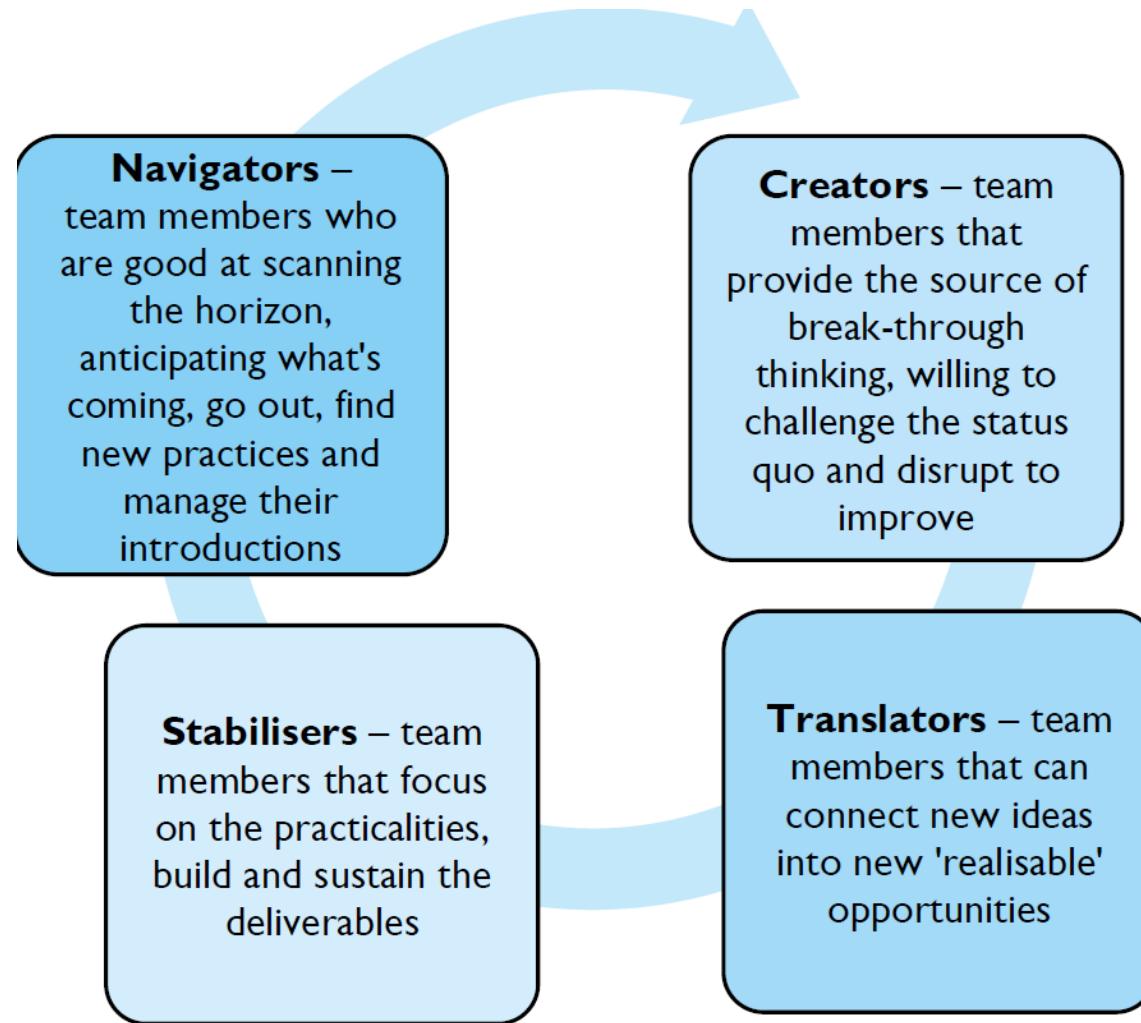 Navigators –
team members who
are good at scanning
the horizon,
anticipating what's
coming, go out, find
new practices and
manage their
introductions
Creators – team
members that
provide the source of
break-through
thinking, willing to
challenge the status
quo and disrupt to
improve
Stabilisers – team
members that focus
on the practicalities,
build and sustain the
deliverables
Translators – team
members that can
connect new ideas
into new 'realisable'
opportunities